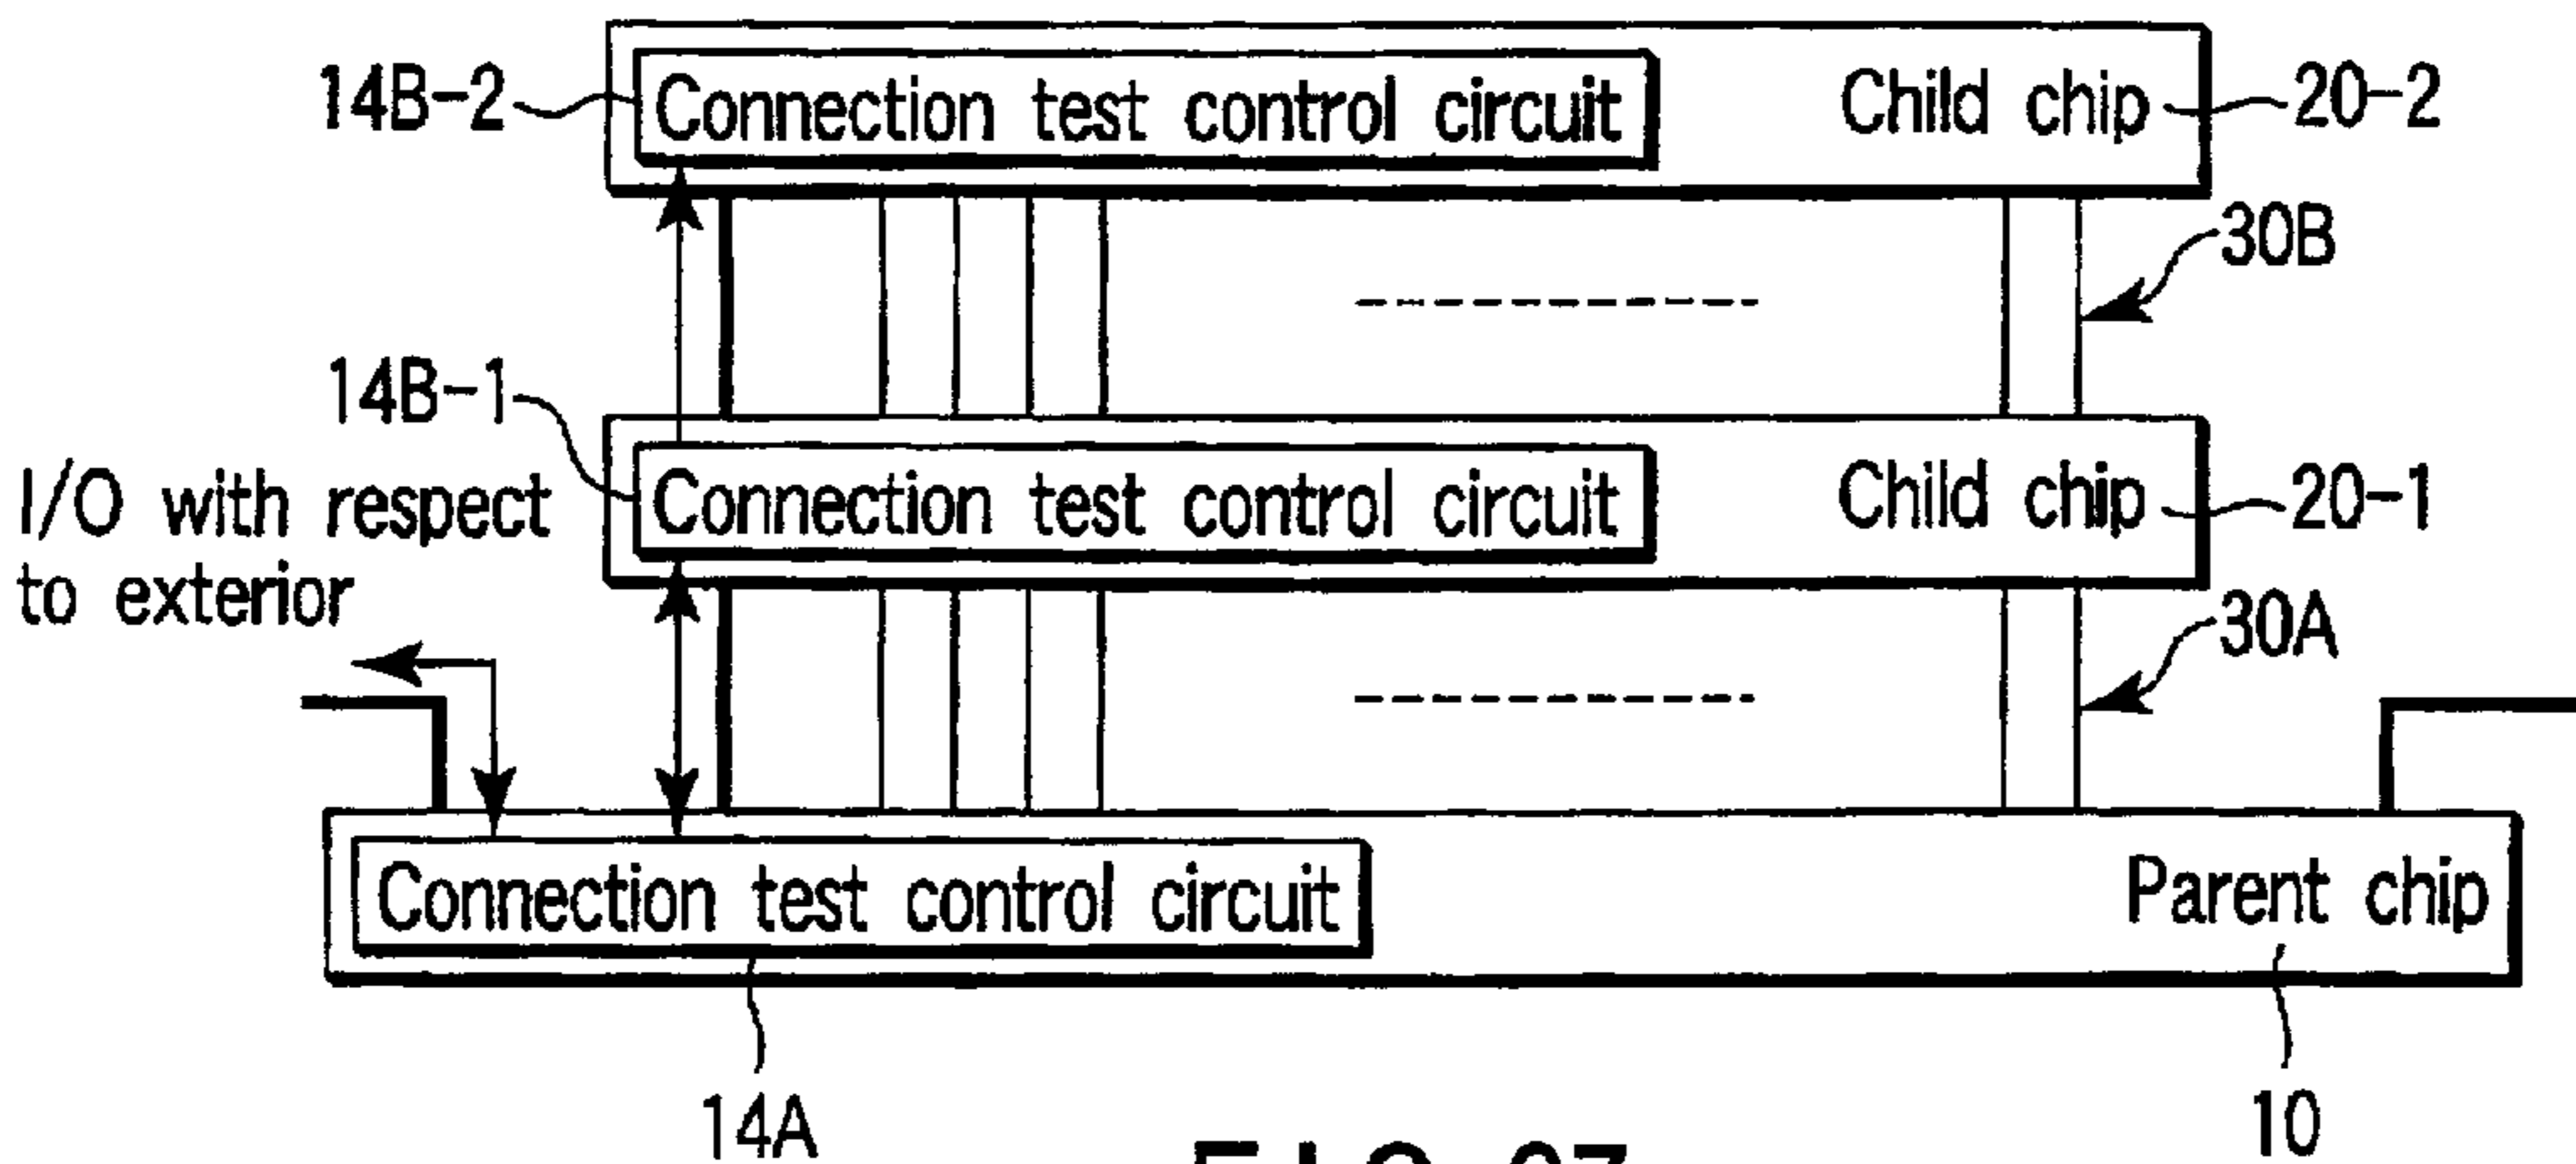 14B-2
Connection test control circuit
Child chip
20-2
30B
14B-1
Connection test control circuit
Child chip
20-1
I/O with respect
to exterior
30A
Connection test control circuit
Parent chip
14A
10